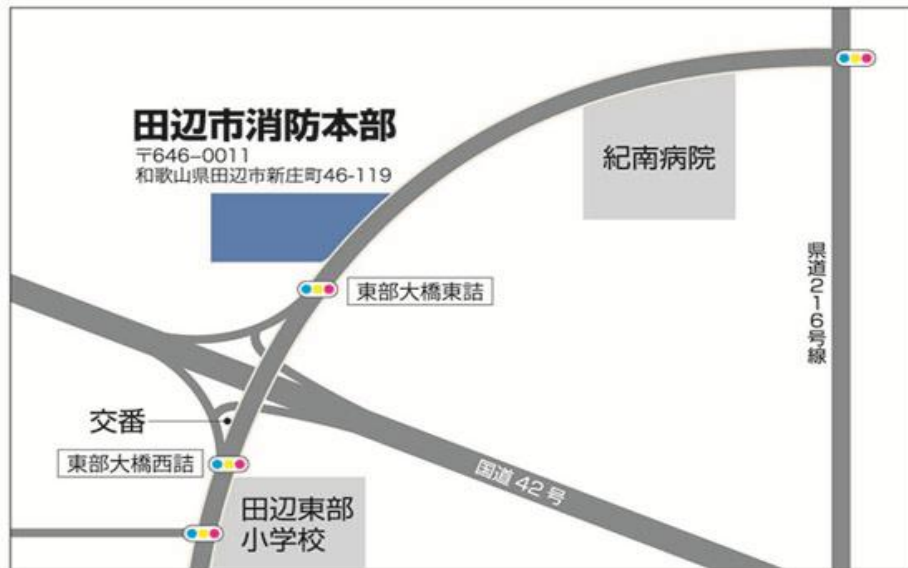 田辺市消防本部
〒646–0011
和歌山県田辺市新庄町46-119
紀南病院
県道216号線
東部大橋東詰
交番
東部大橋西詰
国道42号
田辺東部
小学校